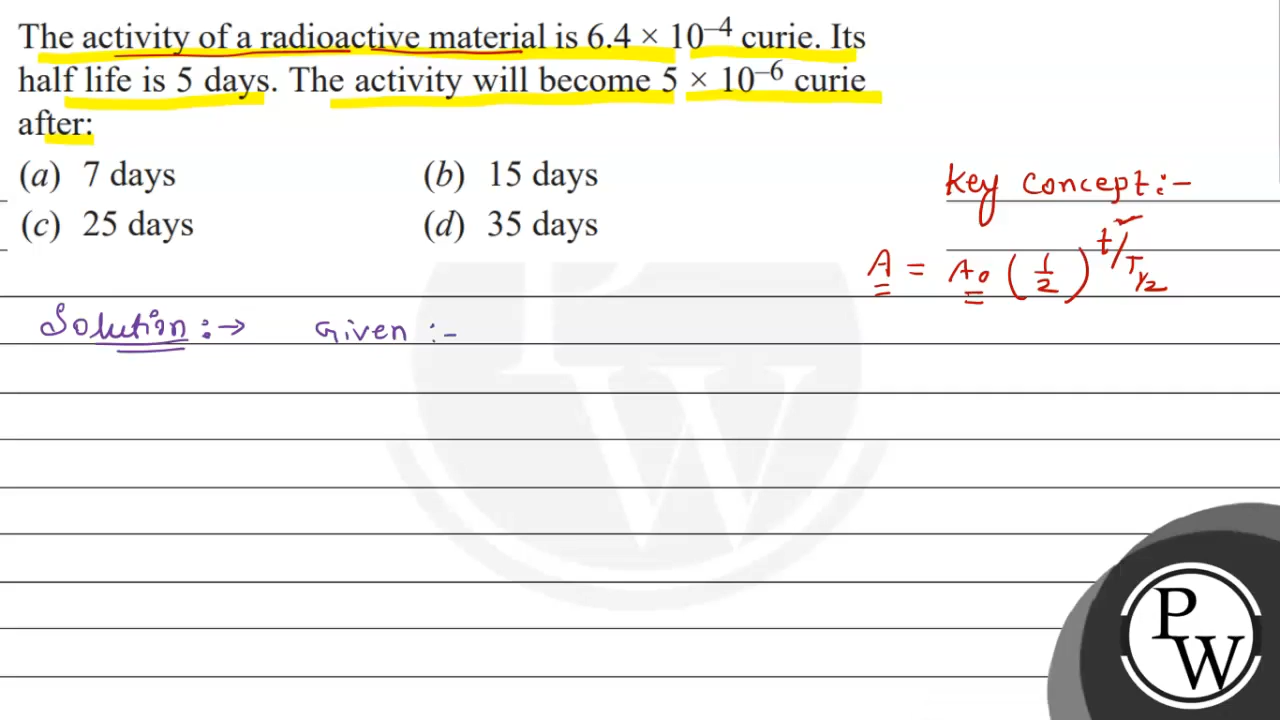 The activity of a radioactive material is 6.4 × 10⁻⁴ curie. Its
half life is 5 days. The activity will become 5 × 10⁻⁶ curie
after:
(a) 7 days (b) 15 days
(c) 25 days (d) 35 days
Key concept:-
A = A₀ (1/2)^(t/T_1/2)
Solution:→ Given:-
PW